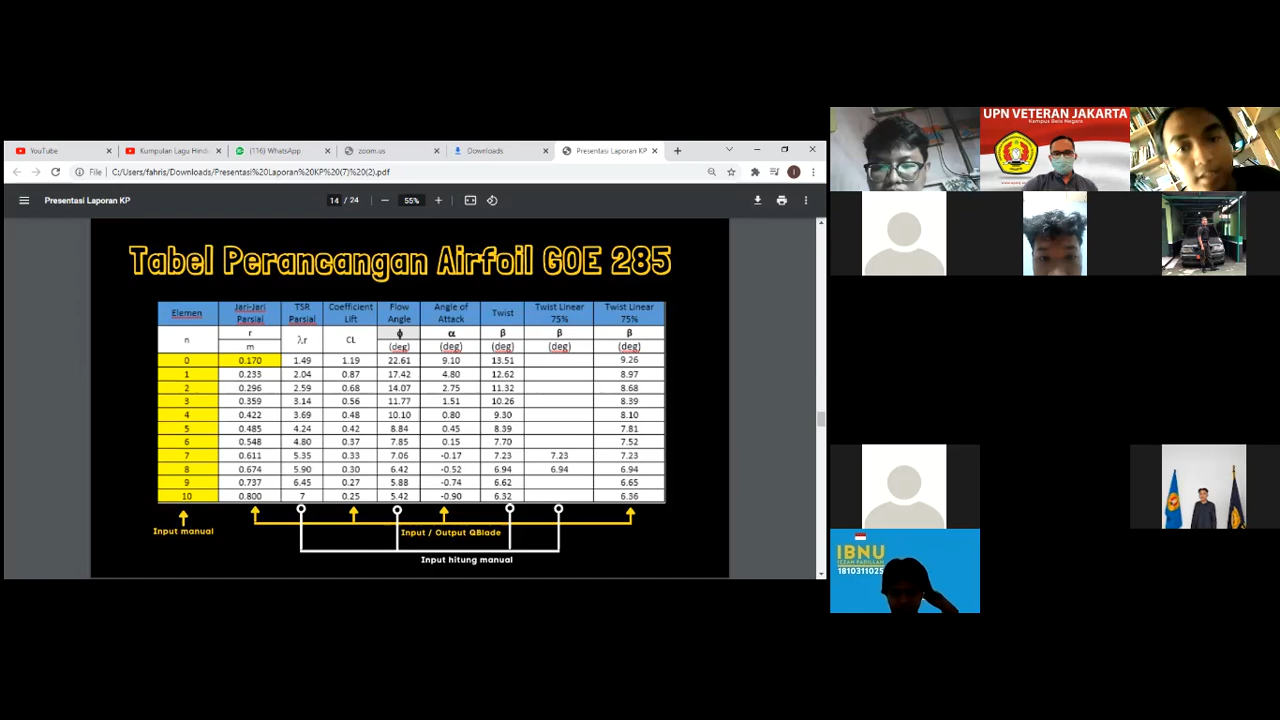 YouTube
Kumpulan Lagu Hind
(116) WhatsApp
zoom.us
Downloads
Presentasi Laporan KP
File
C:/Users/fahris/Downloads/Presentasi%20Laporan%20KP%20(7)%20(2).pdf
Presentasi Laporan KP
14 / 24
55%
Tabel Perancangan Airfoil GOE 285
Elemen Jari-Jari Parsial TSR Parsial Coefficient Lift Flow Angle Angle of Attack Twist Twist Linear 75% Twist Linear 75%
n r λ,r CL ϕ α β β β
m (deg) (deg) (deg) (deg) (deg)
0 0.170 1.49 1.19 22.61 9.10 13.51 9.26
1 0.233 2.04 0.87 17.42 4.80 12.62 8.97
2 0.296 2.59 0.68 14.07 2.75 11.32 8.68
3 0.359 3.14 0.56 11.77 1.51 10.26 8.39
4 0.422 3.69 0.48 10.10 0.80 9.30 8.10
5 0.485 4.24 0.42 8.84 0.45 8.39 7.81
6 0.548 4.80 0.37 7.85 0.15 7.70 7.52
7 0.611 5.35 0.33 7.06 -0.17 7.23 7.23 7.23
8 0.674 5.90 0.30 6.42 -0.52 6.94 6.94 6.94
9 0.737 6.45 0.27 5.88 -0.74 6.62 6.65
10 0.800 7 0.25 5.42 -0.90 6.32 6.36
Input manual
Input / Output QBlade
Input hitung manual
UPN VETERAN JAKARTA
Kampus Bela Negara
IBNU
IZZAN FADILLAH
1810311025